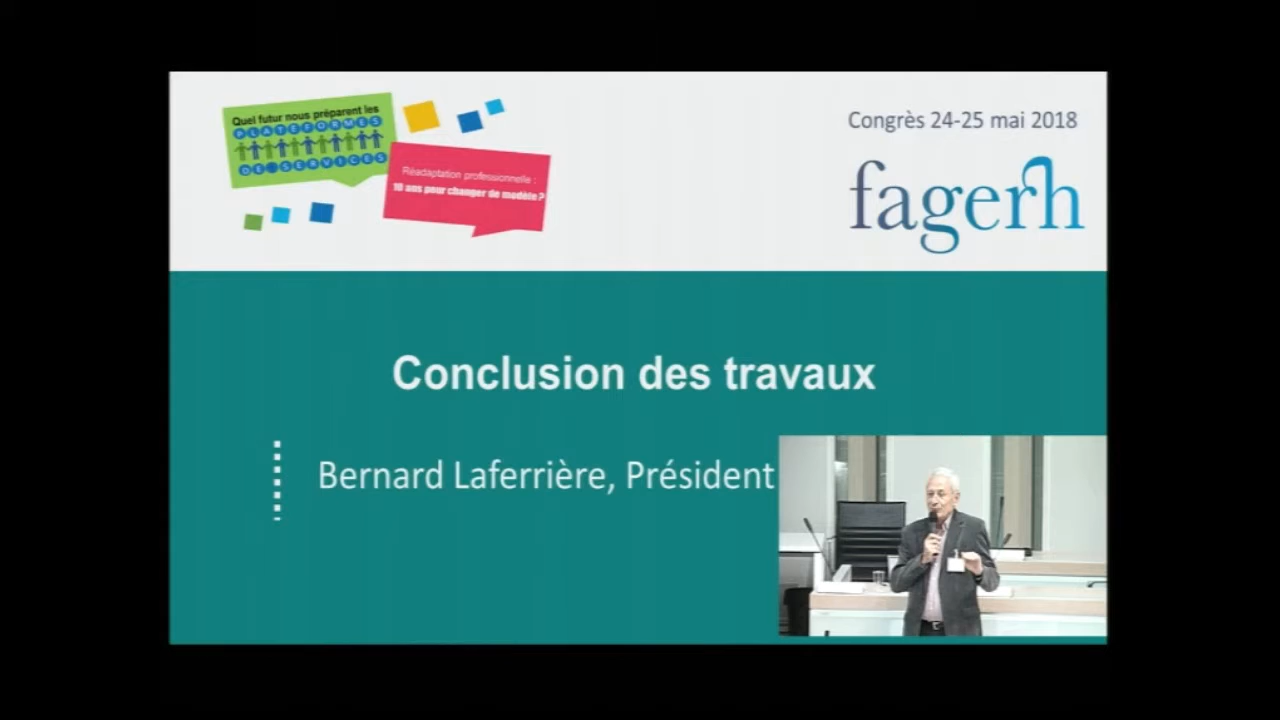 Quel futur nous préparent les
PLATEFORMES
DE SERVICES
Réadaptation professionnelle :
10 ans pour changer de modèle ?
Congrès 24-25 mai 2018
fagerh
Conclusion des travaux
Bernard Laferrière, Président